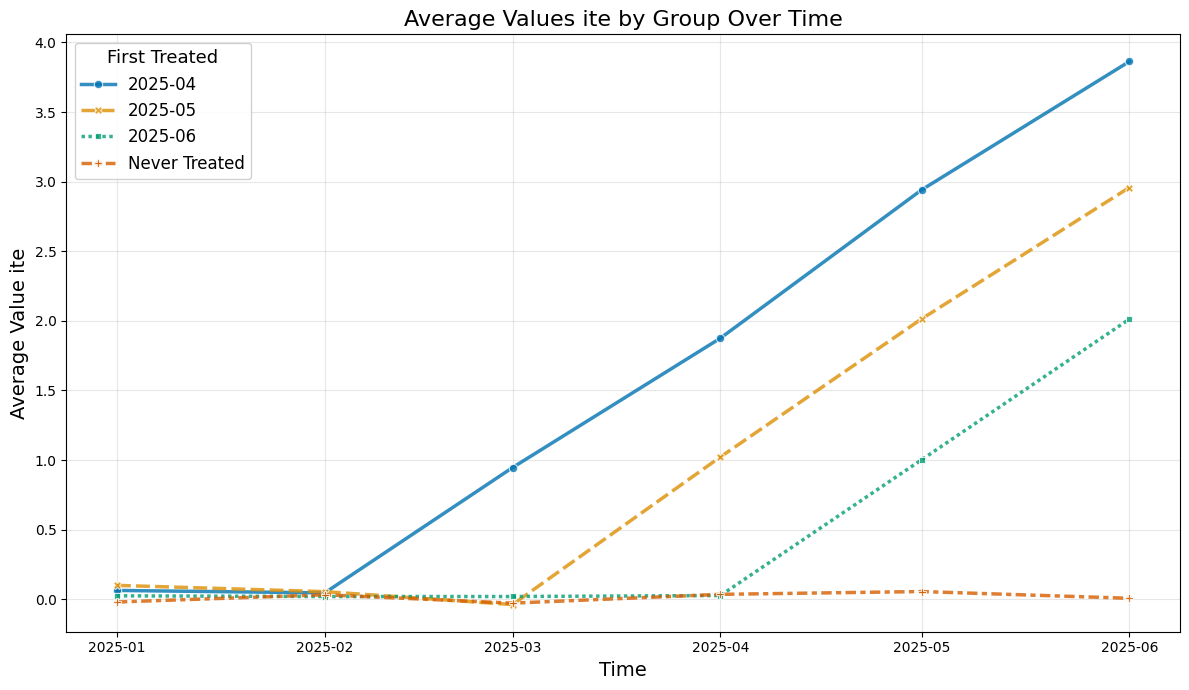 Average Values ite by Group Over Time
First Treated
2025-04
2025-05
2025-06
Never Treated
Average Value ite
4.0
3.5
3.0
2.5
2.0
1.5
1.0
0.5
0.0
2025-01 2025-02 2025-03 2025-04 2025-05 2025-06
Time